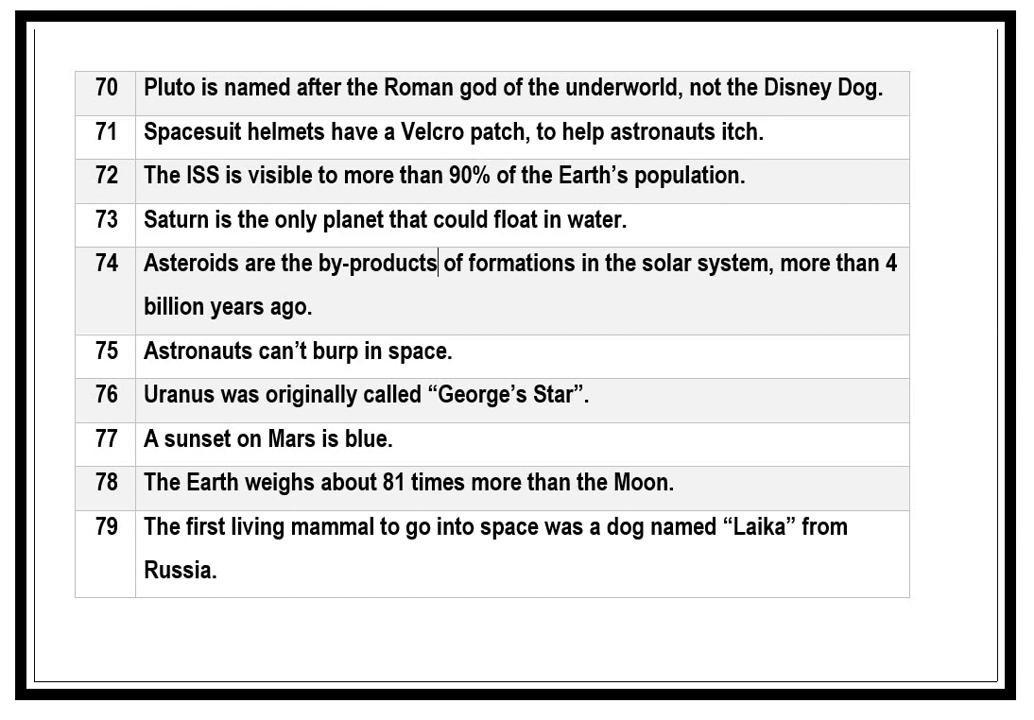 70 Pluto is named after the Roman god of the underworld, not the Disney Dog.
71 Spacesuit helmets have a Velcro patch, to help astronauts itch.
72 The ISS is visible to more than 90% of the Earth’s population.
73 Saturn is the only planet that could float in water.
74 Asteroids are the by-products of formations in the solar system, more than 4
billion years ago.
75 Astronauts can’t burp in space.
76 Uranus was originally called “George’s Star”.
77 A sunset on Mars is blue.
78 The Earth weighs about 81 times more than the Moon.
79 The first living mammal to go into space was a dog named “Laika” from
Russia.